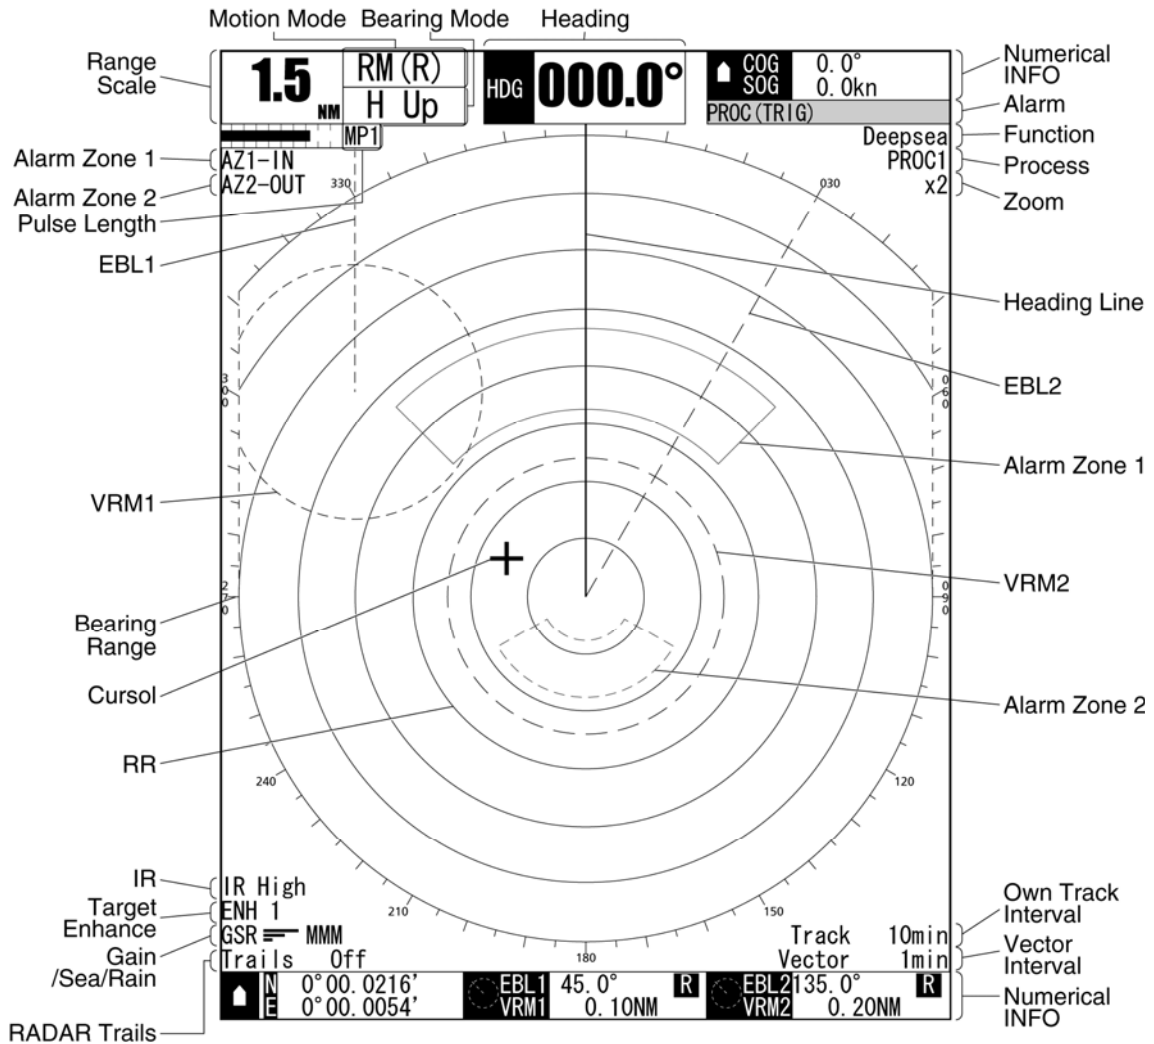 Motion Mode Bearing Mode Heading
Range
Scale
1.5 NM
RM(R)
H Up
HDG 000.0°
COG 0.0°
SOG 0.0kn
PROC(TRIG)
Numerical
INFO
Alarm
MP1
Deepsea
Function
Alarm Zone 1
AZ1-IN
PROC1
Process
Alarm Zone 2
AZ2-OUT
330
030
x2
Zoom
Pulse Length
EBL1
Heading Line
300
060
EBL2
Alarm Zone 1
VRM1
VRM2
270
090
Bearing
Range
Cursol
Alarm Zone 2
RR
240
120
IR
IR High
Target
Enhance
ENH 1
210
150
Own Track
Interval
Gain
/Sea/Rain
GSR MMM
Track 10min
Vector
Interval
Trails Off
180
Vector 1min
N 0°00.0216'
E 0°00.0054'
EBL1 45.0° R
VRM1 0.10NM
EBL2 135.0° R
VRM2 0.20NM
Numerical
INFO
RADAR Trails